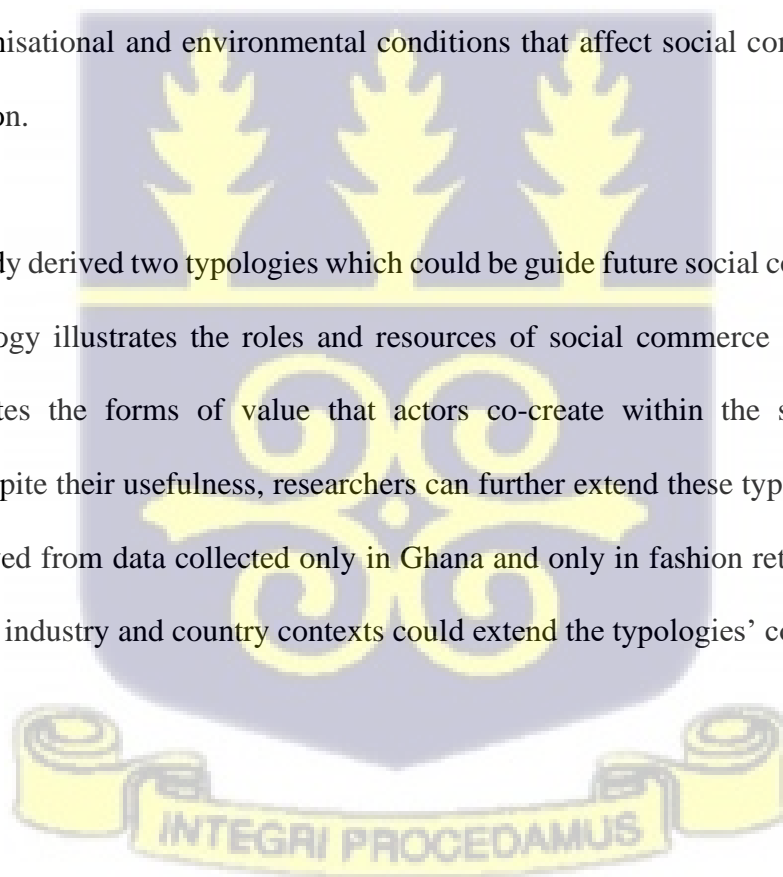 nisational and environmental conditions that affect social con
on.
ly derived two typologies which could be guide future social co
ogy illustrates the roles and resources of social commerce
tes the forms of value that actors co-create within the s
pite their usefulness, researchers can further extend these typ
ved from data collected only in Ghana and only in fashion ret
industry and country contexts could extend the typologies’ co
INTEGRI PROCEDAMUS